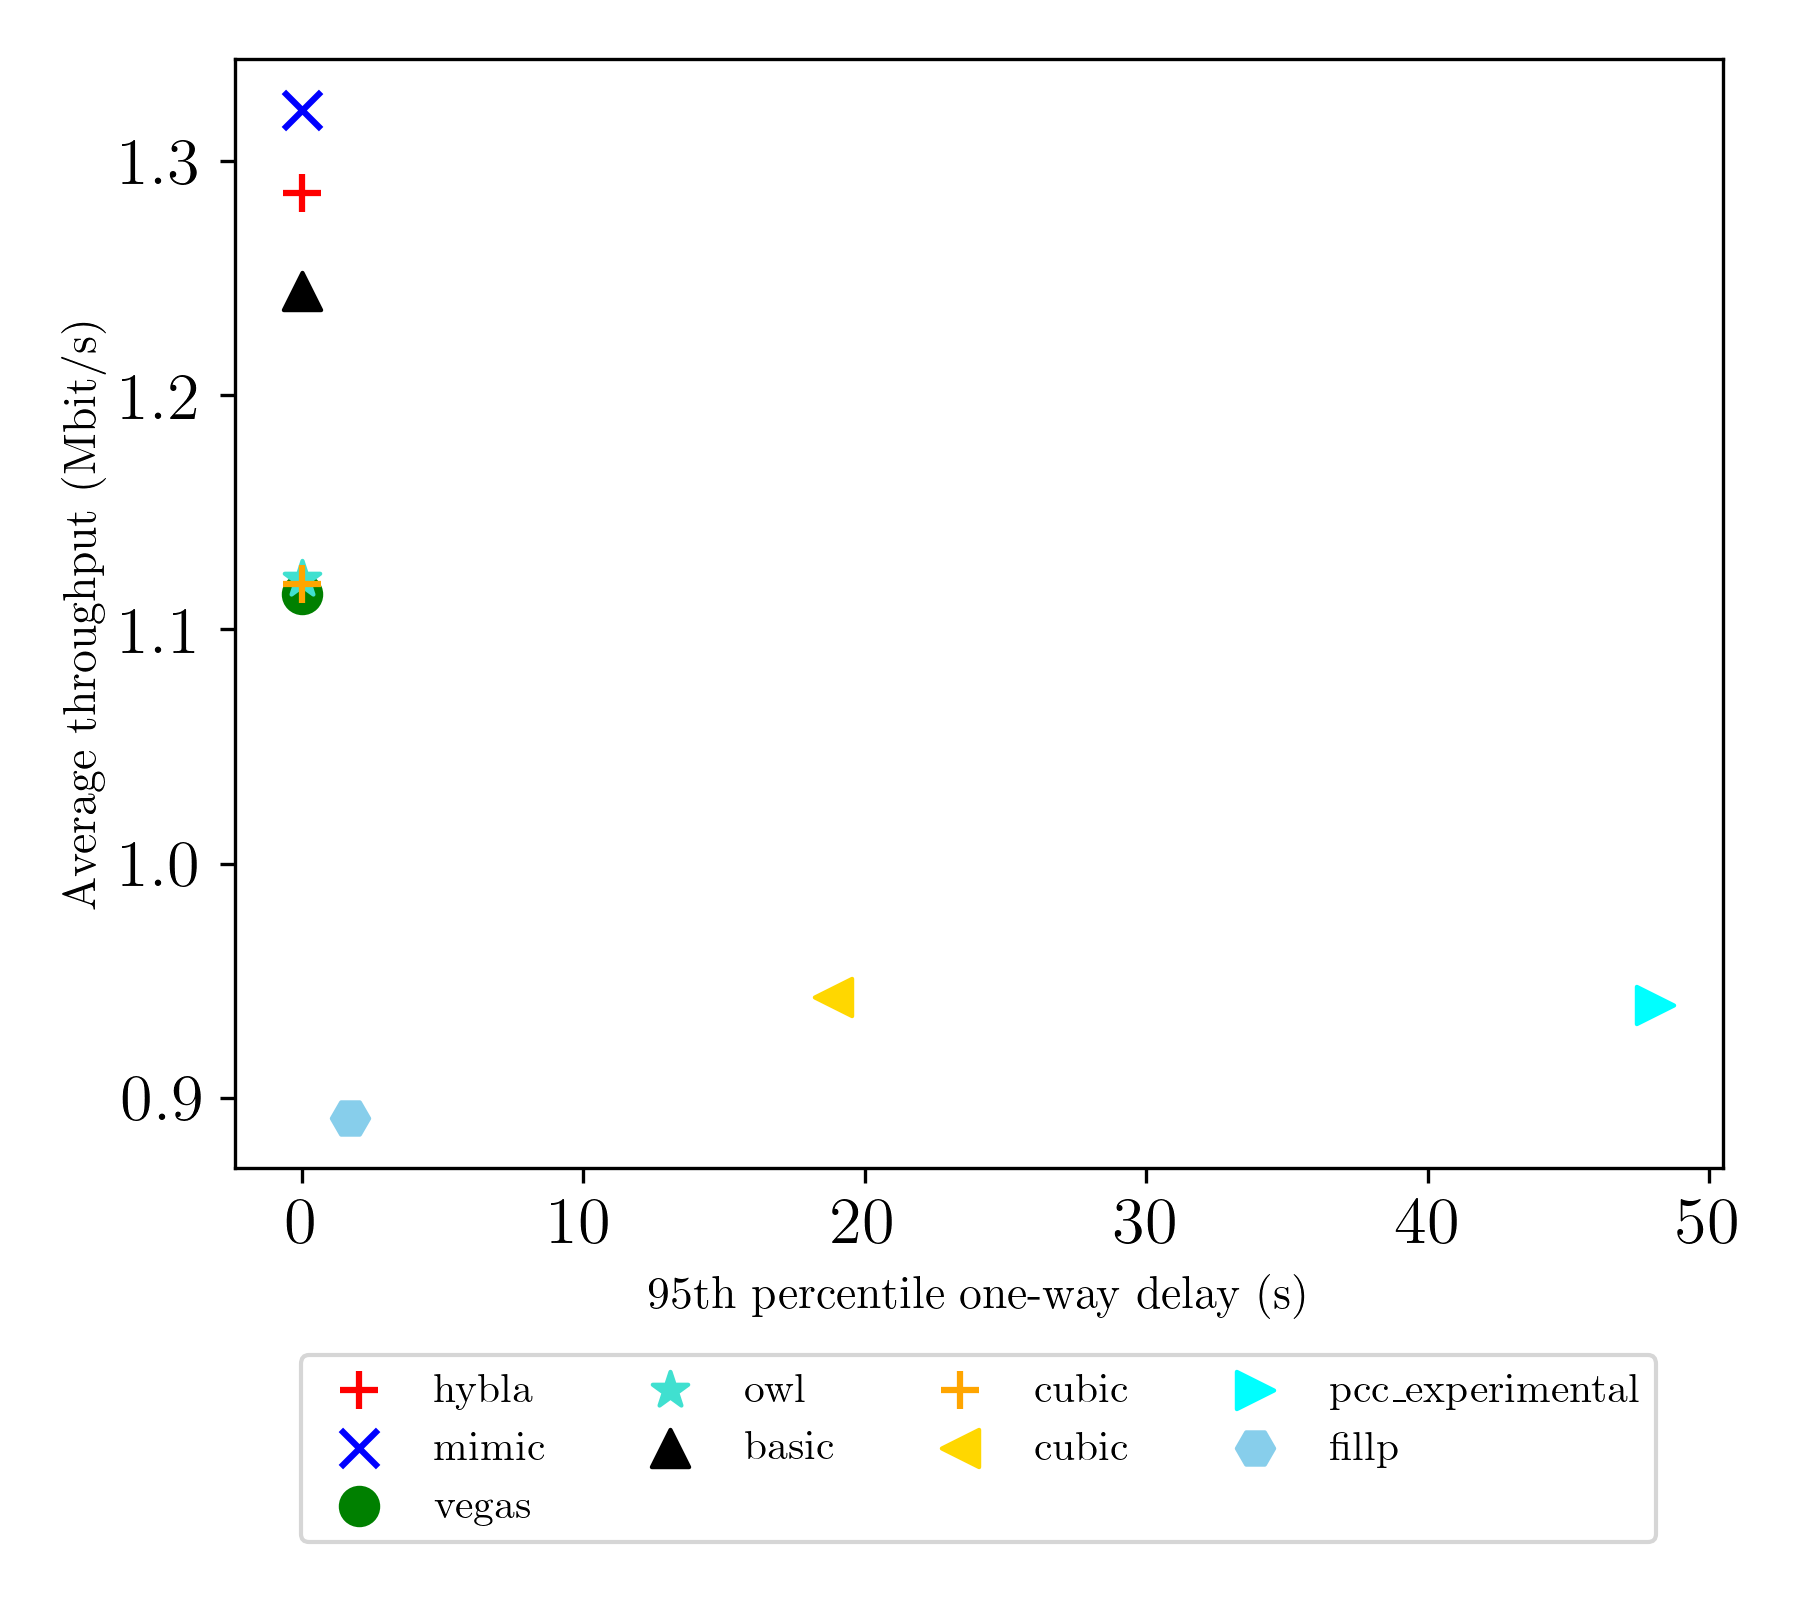 Average throughput (Mbit/s)
1.3
1.2
1.1
1.0
0.9
0 10 20 30 40 50
95th percentile one-way delay (s)
hybla owl cubic pcc_experimental
mimic basic cubic fillp
vegas